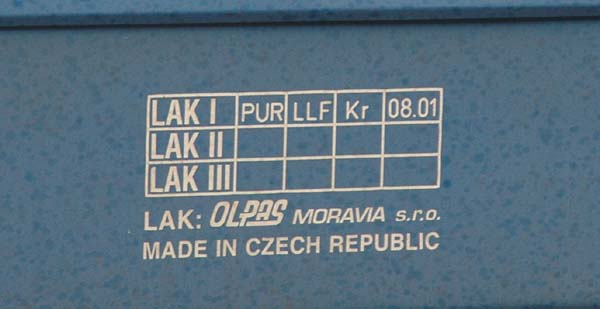 LAK I PUR LLF Kr 08.01
LAK II
LAK III
LAK: OLPAS MORAVIA s.r.o.
MADE IN CZECH REPUBLIC